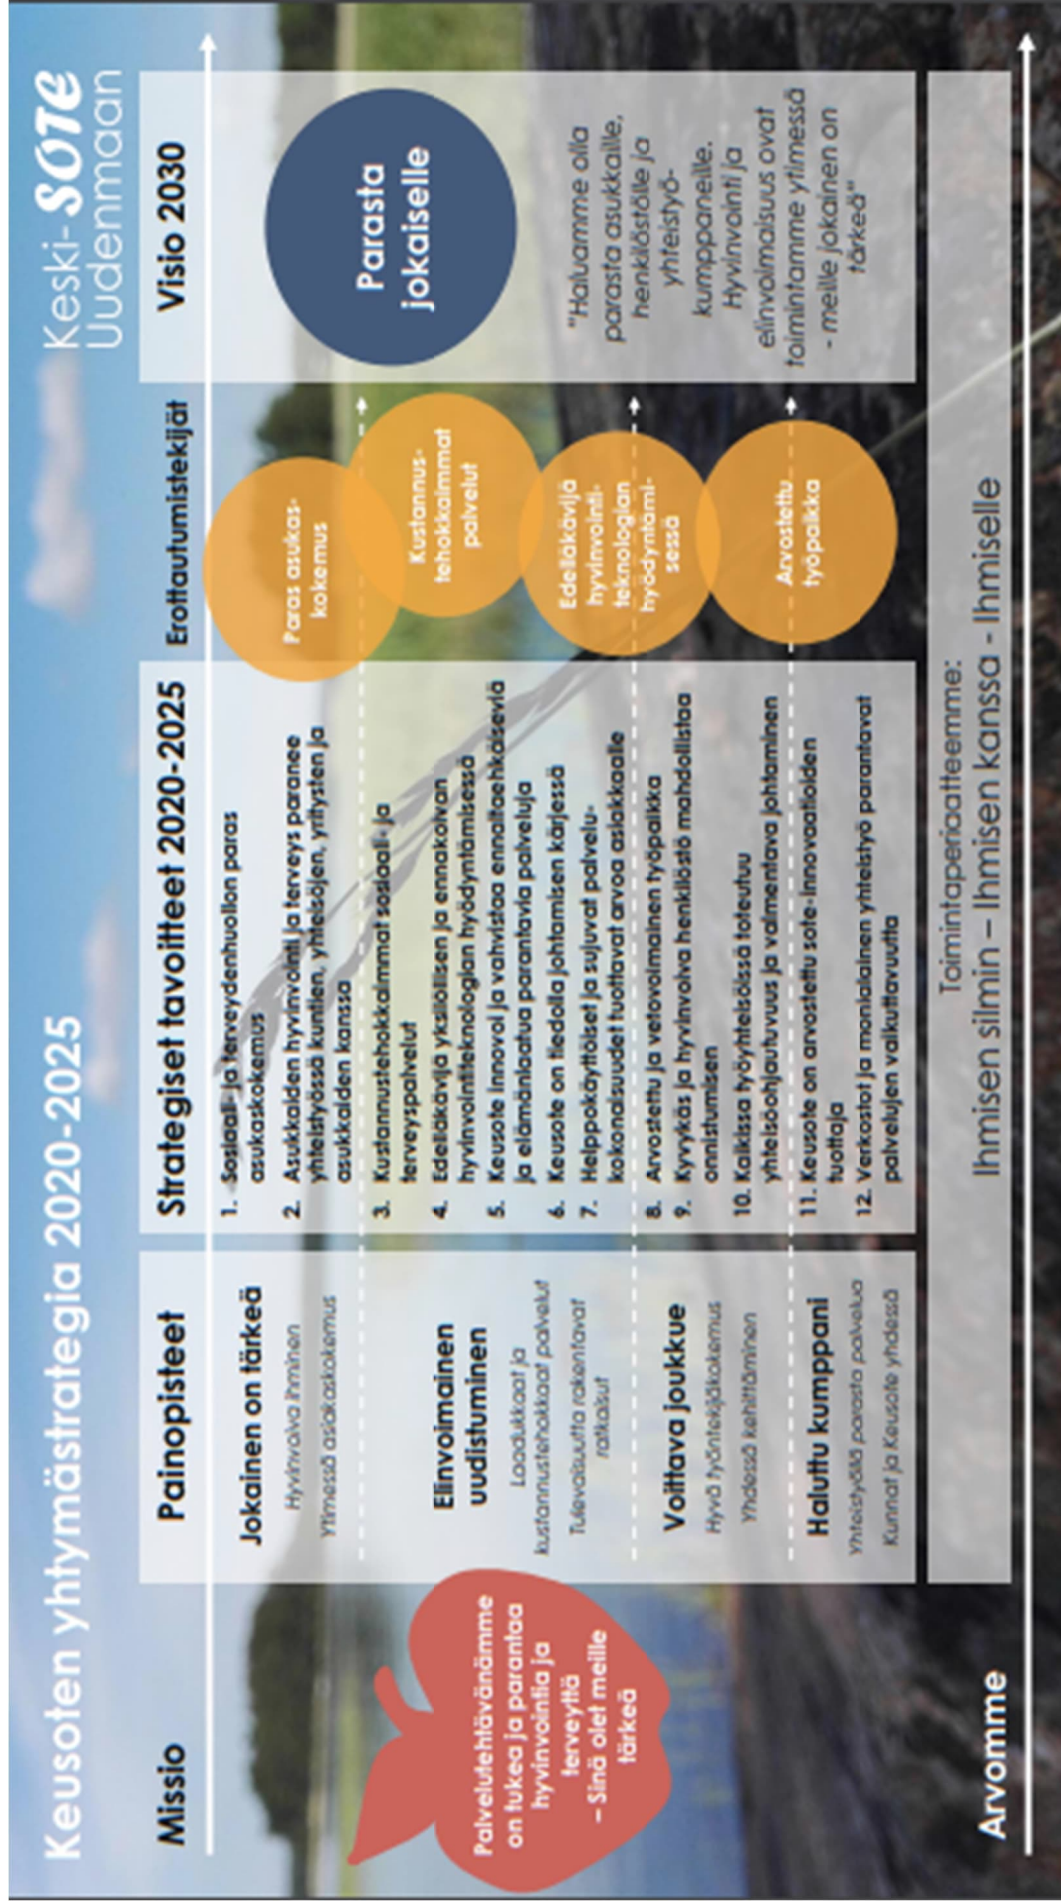 Keusoten yhtymästrategia 2020-2025
Keski-SOTE
Uudenmaan
Missio
Palvelutehtävänämme
on tukea ja parantaa
hyvinvointia ja
terveyttä
– Sinä olet meille
tärkeä
Painopisteet
Jokainen on tärkeä
Hyvinvoiva ihminen
Ytimessä asiakaskokemus
Elinvoimainen
uudistuminen
Laadukkaat ja
kustannustehokkaat palvelut
Tulevaisuutta rakentavat
ratkaisut
Voittava joukkue
Hyvä työntekijäkokemus
Yhdessä kehittäminen
Haluttu kumppani
Yhteistyöllä parasta palvelua
Kunnat ja Keusote yhdessä
Strategiset tavoitteet 2020-2025
1. Sosiaali- ja terveydenhuollon paras
asukaskokemus
2. Asukkaiden hyvinvointi ja terveys paranee
yhteistyössä kuntien, yhteisöjen, yritysten ja
asukkaiden kanssa
3. Kustannustehokkaimmat sosiaali- ja
terveyspalvelut
4. Edelläkävijä yksilöllisen ja ennakoivan
hyvinvointiteknologian hyödyntämisessä
5. Keusote innovoi ja vahvistaa ennaltaehkäiseviä
ja elämänlaatua parantavia palveluja
6. Keusote on tiedolla johtamisen kärjessä
7. Helppokäyttöiset ja sujuvat palvelu-
kokonaisuudet tuottavat arvoa asiakkaalle
8. Arvosettu ja vetovoimainen työpaikka
9. Kyvykäs ja hyvinvoiva henkilöstö mahdollistaa
onnistumisen
10. Kaikissa työyhteisöissä toteutuu
yhteisöohjautuvuus ja valmentava johtaminen
11. Keusote on arvostettu sote-innovaatioiden
tuottaja
12. Verkostot ja monialainen yhteistyö parantavat
palvelujen vaikuttavuutta
Erottautumistekijät
Paras asukas-
kokemus
Kustannus-
tehokkaimmat
palvelut
Edelläkävijä
hyvinvointi-
teknologian
hyödyntämi-
sessä
Arvostettu
työpaikka
Visio 2030
Parasta
jokaiselle
"Haluamme olla
parasta asukkaille,
henkilöstölle ja
yhteistyö-
kumppaneille.
Hyvinvointi ja
elinvoimaisuus ovat
toimintamme ytimessä
- meille jokainen on
tärkeä"
Arvomme
Toimintaperiaatteemme:
Ihmisen silmin – Ihmisen kanssa - Ihmiselle